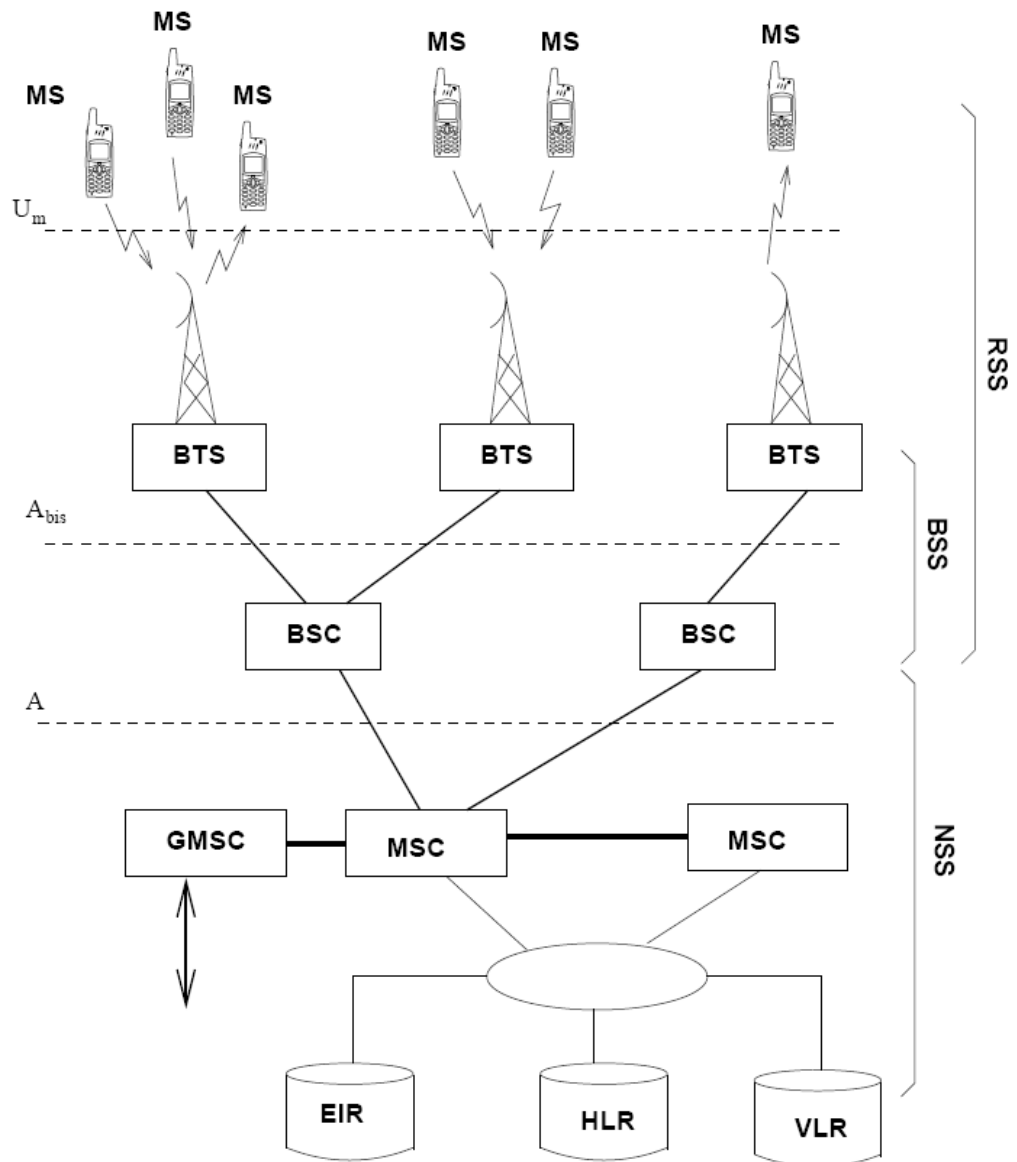 MS
MS
MS
MS
MS
MS
Um
RSS
BTS
BTS
BTS
Abis
BSS
BSC
BSC
A
GMSC
MSC
MSC
NSS
EIR
HLR
VLR